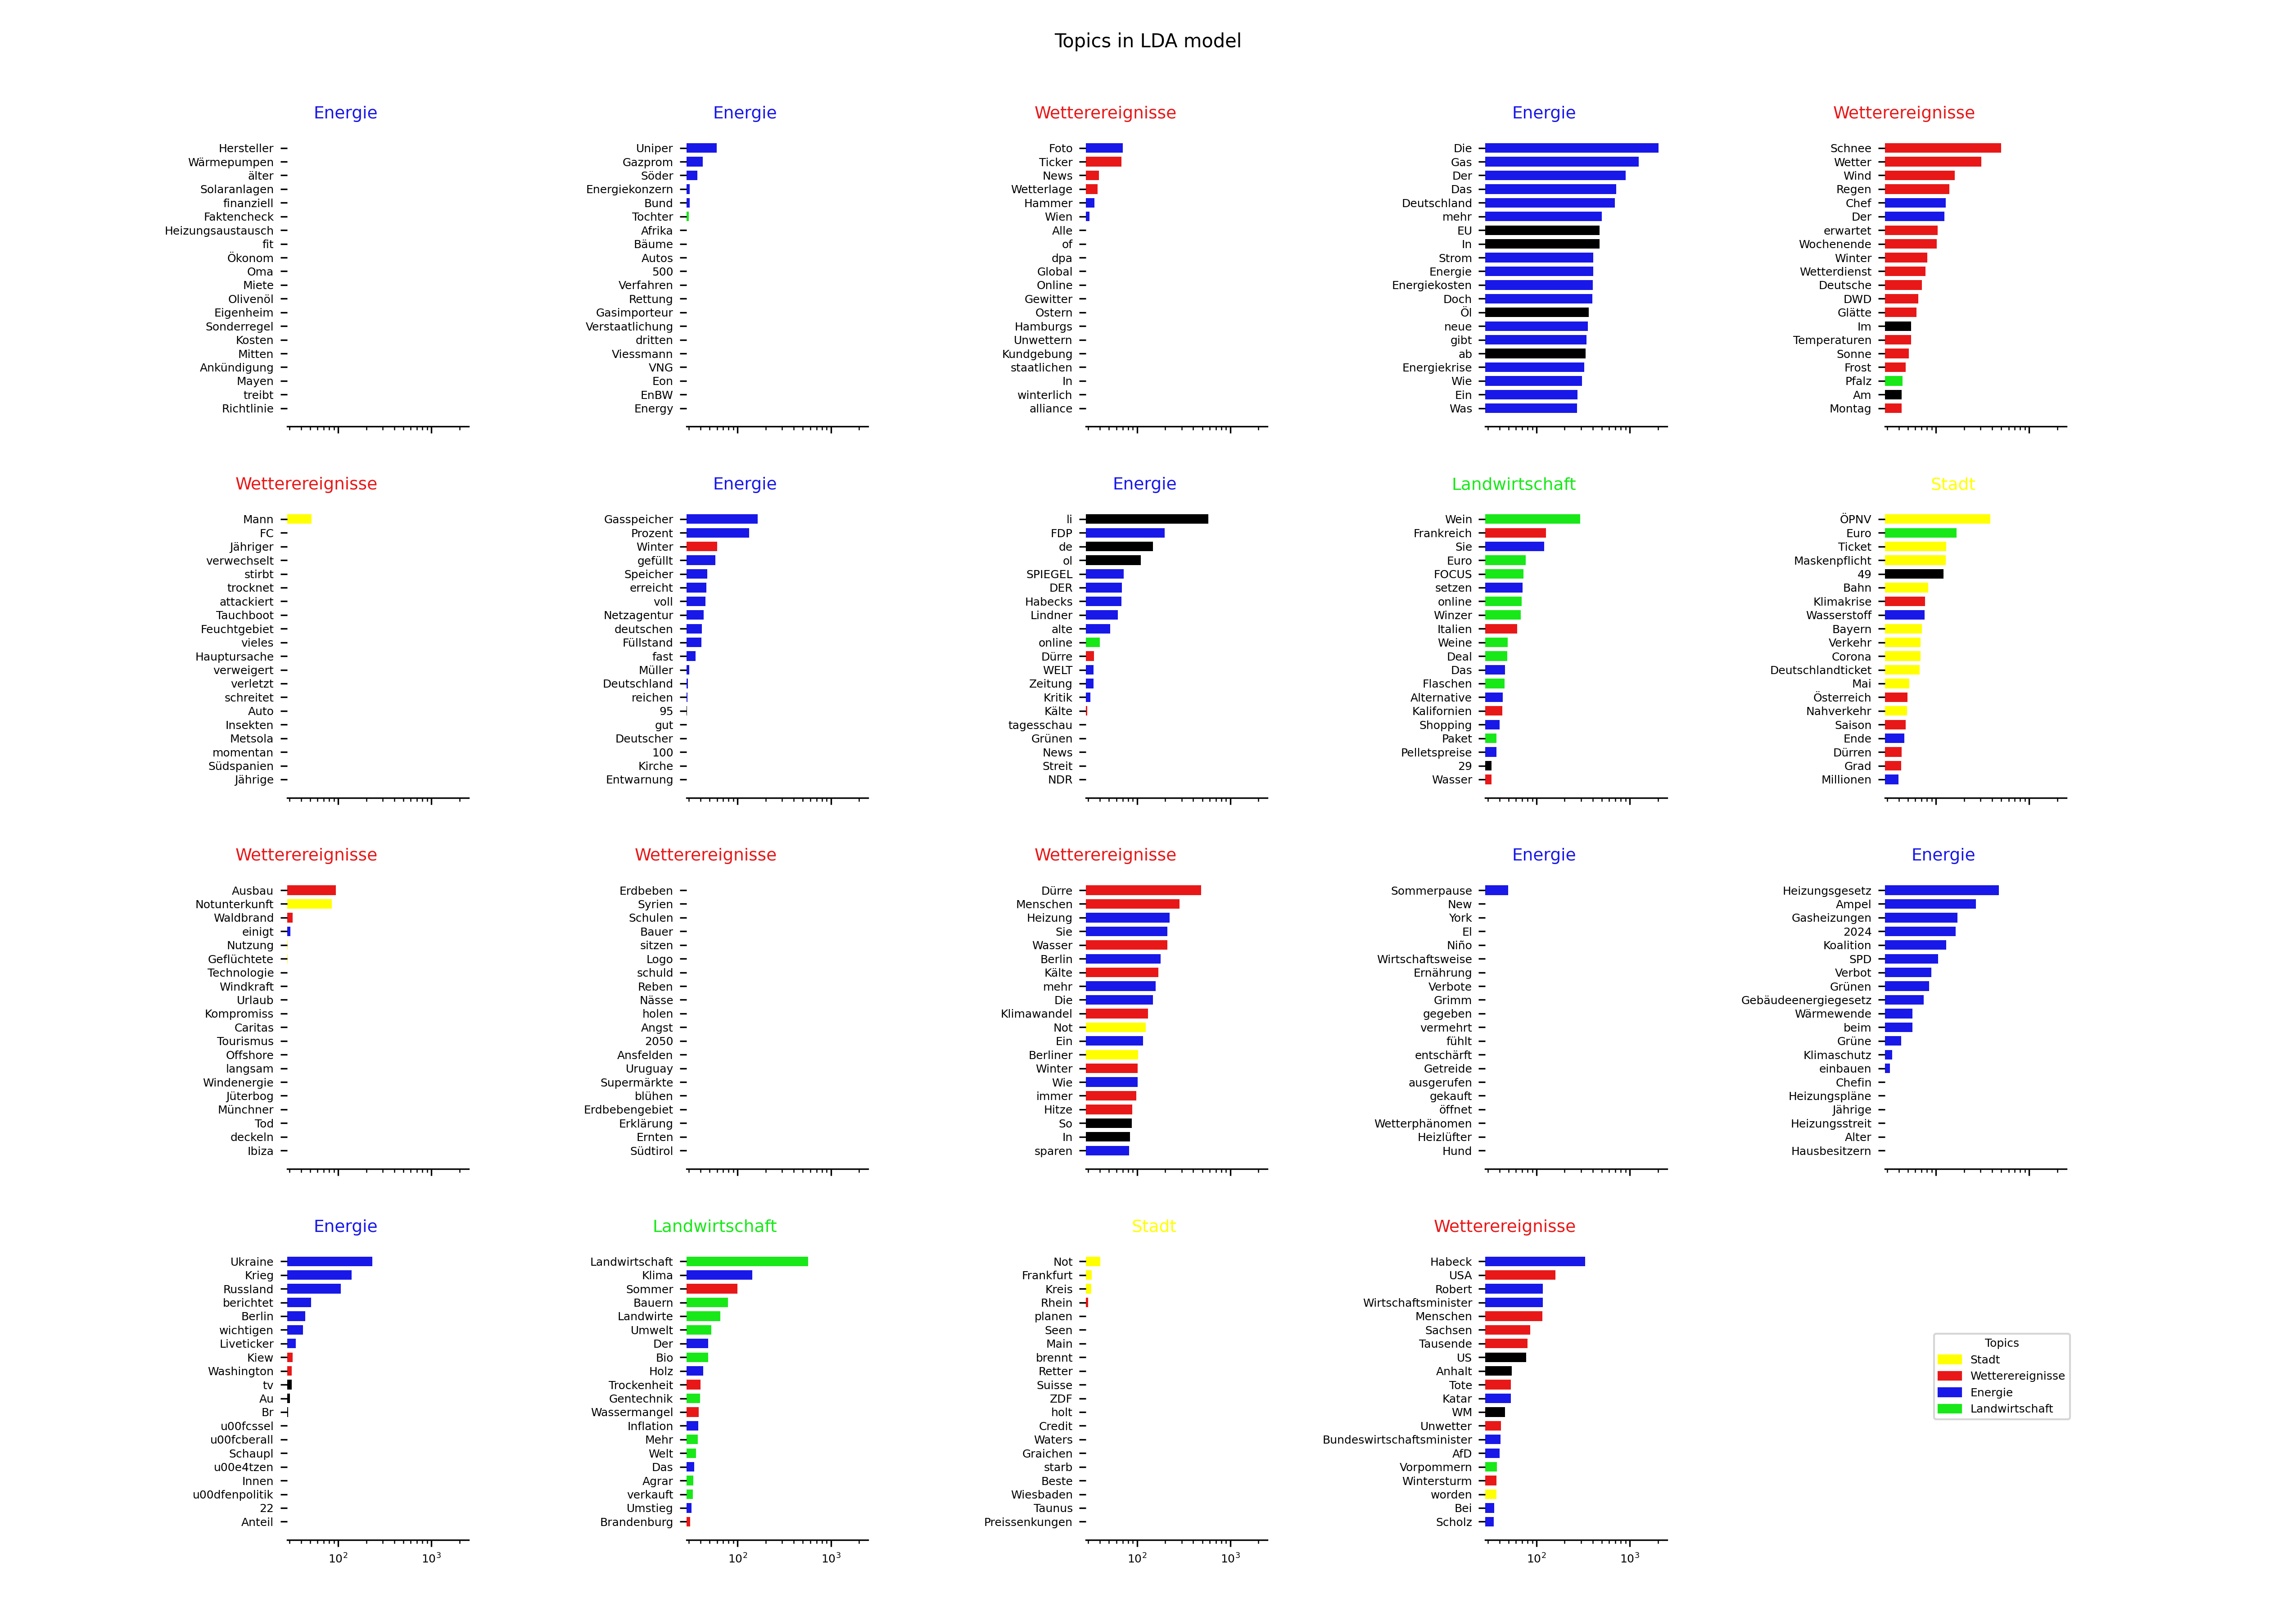 Topics in LDA model
Energie
Hersteller
Wärmepumpen
älter
Solaranlagen
finanziell
Faktencheck
Heizungsaustausch
fit
Ökonom
Oma
Miete
Olivenöl
Eigenheim
Sonderregel
Kosten
Mitten
Ankündigung
Mayen
treibt
Richtlinie
Energie
Uniper
Gazprom
Söder
Energiekonzern
Bund
Tochter
Afrika
Bäume
Autos
500
Verfahren
Rettung
Gasimporteur
Verstaatlichung
dritten
Viessmann
VNG
Eon
EnBW
Energy
Wetterereignisse
Foto
Ticker
News
Wetterlage
Hammer
Wien
Alle
of
dpa
Global
Online
Gewitter
Ostern
Hamburgs
Unwettern
Kundgebung
staatlichen
In
winterlich
alliance
Energie
Die
Gas
Der
Das
Deutschland
mehr
EU
In
Strom
Energie
Energiekosten
Doch
Öl
neue
gibt
ab
Energiekrise
Wie
Ein
Was
Wetterereignisse
Schnee
Wetter
Wind
Regen
Chef
Der
erwartet
Wochenende
Winter
Wetterdienst
Deutsche
DWD
Glätte
Im
Temperaturen
Sonne
Frost
Pfalz
Am
Montag
Wetterereignisse
Mann
FC
Jähriger
verwechselt
stirbt
trocknet
attackiert
Tauchboot
Feuchtgebiet
vieles
Hauptursache
verweigert
verletzt
schreitet
Auto
Insekten
Metsola
momentan
Südspanien
Jährige
Energie
Gasspeicher
Prozent
Winter
gefüllt
Speicher
erreicht
voll
Netzagentur
deutschen
Füllstand
fast
Müller
Deutschland
reichen
95
gut
Deutscher
100
Kirche
Entwarnung
Energie
li
FDP
de
ol
SPIEGEL
DER
Habecks
Lindner
alte
online
Dürre
WELT
Zeitung
Kritik
Kälte
tagesschau
Grünen
News
Streit
NDR
Landwirtschaft
Wein
Frankreich
Sie
Euro
FOCUS
setzen
online
Winzer
Italien
Weine
Deal
Das
Flaschen
Alternative
Kalifornien
Shopping
Paket
Pelletspreise
29
Wasser
Stadt
ÖPNV
Euro
Ticket
Maskenpflicht
49
Bahn
Klimakrise
Wasserstoff
Bayern
Verkehr
Corona
Deutschlandticket
Mai
Österreich
Nahverkehr
Saison
Ende
Dürren
Grad
Millionen
Wetterereignisse
Ausbau
Notunterkunft
Waldbrand
einigt
Nutzung
Geflüchtete
Technologie
Windkraft
Urlaub
Kompromiss
Caritas
Tourismus
Offshore
langsam
Windenergie
Jüterbog
Münchner
Tod
deckeln
Ibiza
Wetterereignisse
Erdbeben
Syrien
Schulen
Bauer
sitzen
Logo
schuld
Reben
Nässe
holen
Angst
2050
Ansfelden
Uruguay
Supermärkte
blühen
Erdbebengebiet
Erklärung
Ernten
Südtirol
Wetterereignisse
Dürre
Menschen
Heizung
Sie
Wasser
Berlin
Kälte
mehr
Die
Klimawandel
Not
Ein
Berliner
Winter
Wie
immer
Hitze
So
In
sparen
Energie
Sommerpause
New
York
El
Niño
Wirtschaftsweise
Ernährung
Verbote
Grimm
gegeben
vermehrt
fühlt
entschärft
Getreide
ausgerufen
gekauft
öffnet
Wetterphänomen
Heizlüfter
Hund
Energie
Heizungsgesetz
Ampel
Gasheizungen
2024
Koalition
SPD
Verbot
Grünen
Gebäudeenergiegesetz
Wärmewende
beim
Grüne
Klimaschutz
einbauen
Chefin
Heizungspläne
Jährige
Heizungsstreit
Alter
Hausbesitzern
Energie
Ukraine
Krieg
Russland
berichtet
Berlin
wichtigen
Liveticker
Kiew
Washington
tv
Au
Br
u00fcssel
u00fcberall
Schaupl
u00e4tzen
Innen
u00dfenpolitik
22
Anteil
10² 10³
Landwirtschaft
Landwirtschaft
Klima
Sommer
Bauern
Landwirte
Umwelt
Der
Bio
Holz
Trockenheit
Gentechnik
Wassermangel
Inflation
Mehr
Welt
Das
Agrar
verkauft
Umstieg
Brandenburg
10² 10³
Stadt
Not
Frankfurt
Kreis
Rhein
planen
Seen
Main
brennt
Retter
Suisse
ZDF
holt
Credit
Waters
Graichen
starb
Beste
Wiesbaden
Taunus
Preissenkungen
10² 10³
Wetterereignisse
Habeck
USA
Robert
Wirtschaftsminister
Menschen
Sachsen
Tausende
US
Anhalt
Tote
Katar
WM
Unwetter
Bundeswirtschaftsminister
AfD
Vorpommern
Wintersturm
worden
Bei
Scholz
10² 10³
Topics
Stadt
Wetterereignisse
Energie
Landwirtschaft